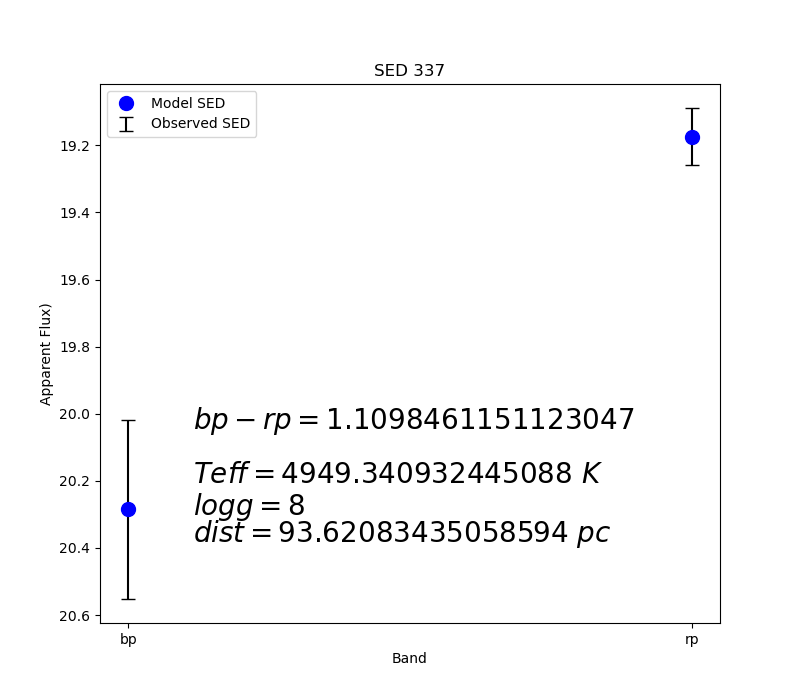 SED 337
Model SED
Observed SED
19.2
19.4
19.6
19.8
20.0
20.2
20.4
20.6
Apparent Flux)
bp − rp = 1.1098461151123047
Teff = 4949.340932445088 K
logg = 8
dist = 93.62083435058594 pc
bp
rp
Band